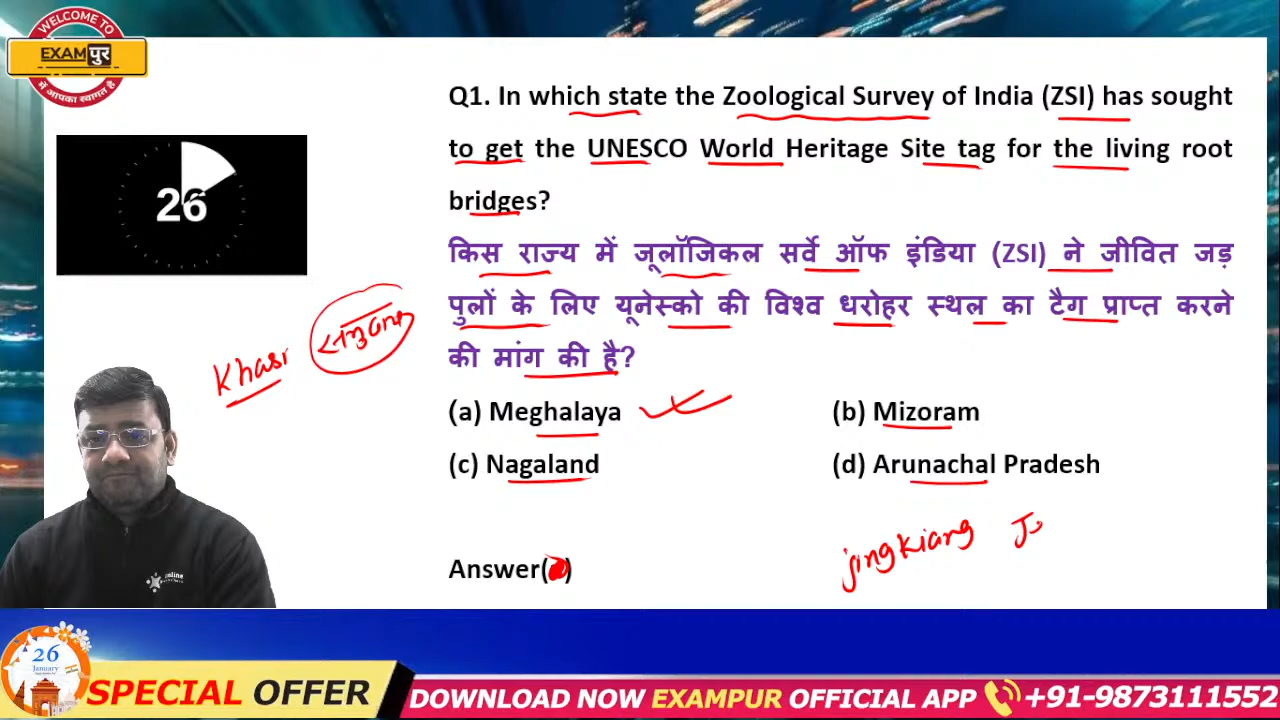 WELCOME TO
EXAMपुर
में आपका स्वागत है
26
Q1. In which state the Zoological Survey of India (ZSI) has sought
to get the UNESCO World Heritage Site tag for the living root
bridges?
किस राज्य में जूलॉजिकल सर्वे ऑफ इंडिया (ZSI) ने जीवित जड़
पुलों के लिए यूनेस्को की विश्व धरोहर स्थल का टैग प्राप्त करने
की मांग की है?
Khasi
(a) Meghalaya
(b) Mizoram
(c) Nagaland
(d) Arunachal Pradesh
jingkiang J
Answer(
)
26
January
SPECIAL OFFER
DOWNLOAD NOW EXAMPUR OFFICIAL APP
+91-9873111552